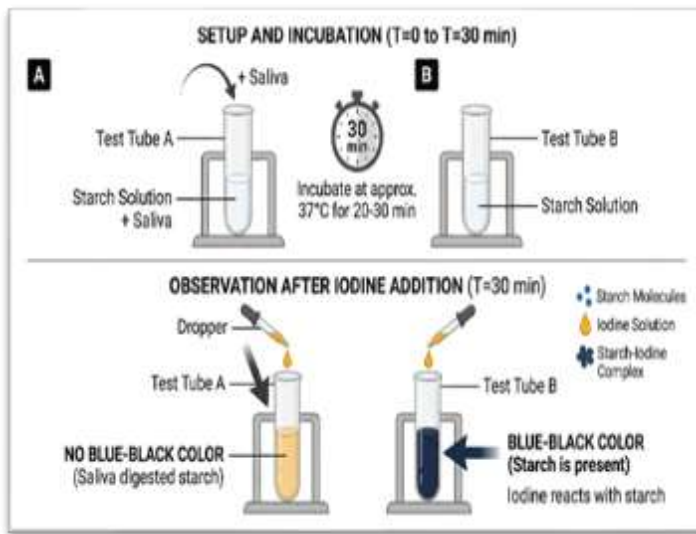 SETUP AND INCUBATION (T=0 to T=30 min)
A
+ Saliva
B
Test Tube A
30
min
Test Tube B
Starch Solution
+ Saliva
Incubate at approx.
37°C for 20-30 min
Starch Solution
OBSERVATION AFTER IODINE ADDITION (T=30 min)
Dropper
Starch Molecules
Iodine Solution
Starch-Iodine
Complex
Test Tube A
Test Tube B
NO BLUE-BLACK COLOR
(Saliva digested starch)
BLUE-BLACK COLOR
(Starch is present)
Iodine reacts with starch